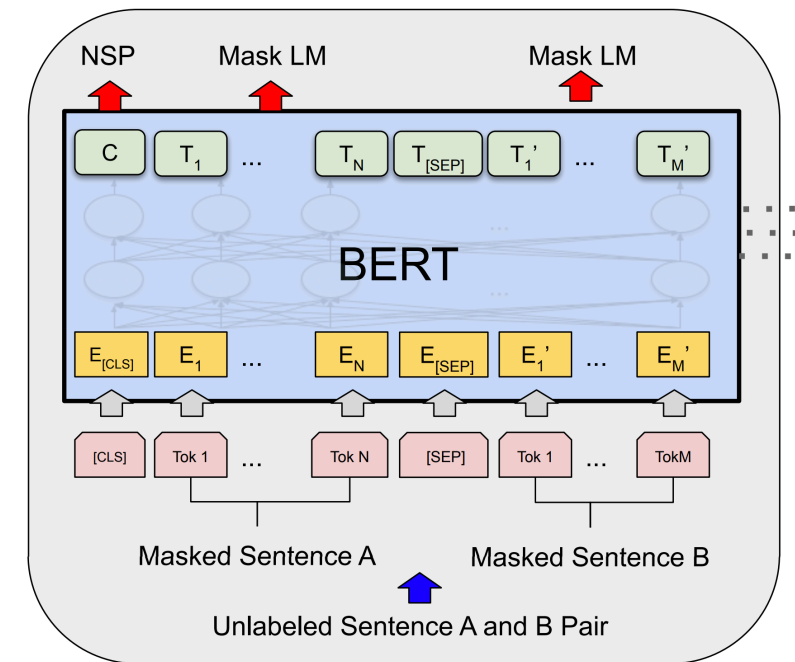 NSP Mask LM Mask LM
C T1 ... TN T[SEP] T1’ ... TM’
...
BERT
...
E[CLS] E1 ... EN E[SEP] E1’ ... EM’
[CLS] Tok 1 ... Tok N [SEP] Tok 1 ... TokM
Masked Sentence A Masked Sentence B
Unlabeled Sentence A and B Pair